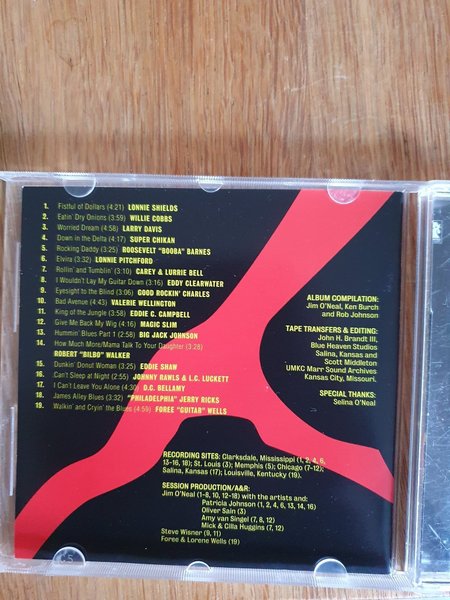 1. Fistful of Dollars (4:21) LONNIE SHIELDS
2. Eatin' Dry Onions (3:59) WILLIE COBBS
3. Worried Dream (4:58) LARRY DAVIS
4. Down in the Delta (4:17) SUPER CHIKAN
5. Rocking Daddy (3:25) ROOSEVELT "BOOBA" BARNES
6. Elvira (3:32) LONNIE PITCHFORD
7. Rollin' and Tumblin' (3:10) CAREY & LURRIE BELL
8. I Wouldn't Lay My Guitar Down (3:22) EDDY CLEARWATER
9. Eyesight to the Blind (3:06) GOOD ROCKIN' CHARLES
10. Bad Avenue (4:43) VALERIE WELLINGTON
11. King of the Jungle (3:58) EDDIE C. CAMPBELL
12. Give Me Back My Wig (4:16) MAGIC SLIM
13. Hummin' Blues Part 1 (2:58) BIG JACK JOHNSON
14. How Much More/Mama Talk To Your Daughter (3:28)
ROBERT "BILBO" WALKER
15. Dunkin' Donut Woman (3:25) EDDIE SHAW
16. Can't Sleep at Night (2:55) JOHNNY RAWLS & L.C. LUCKETT
17. I Can't Leave You Alone (4:30) D.C. BELLAMY
18. James Alley Blues (3:18) "PHILADELPHIA" JERRY RICKS
19. Walkin' and Cryin' the Blues (4:59) FOREE "GUITAR" WELLS
ALBUM COMPILATION:
Jim O'Neal, Ken Burch
and Rob Johnson
TAPE TRANSFERS & EDITING:
John H. Brandt III,
Blue Heaven Studios
Salina, Kansas and
Scott Middleton
UMKC Marr Sound Archives
Kansas City, Missouri.
SPECIAL THANKS:
Selina O'Neal
RECORDING SITES: Clarksdale, Mississippi (1, 2, 4, 6,
13-16, 18); St. Louis (3); Memphis (5); Chicago (7-12);
Salina, Kansas (17); Louisville, Kentucky (19).
SESSION PRODUCTION/A&R:
Jim O'Neal (1-8, 10, 12-18) with the artists and:
Patricia Johnson (1, 2, 4, 6, 13, 14, 16)
Oliver Sain (3)
Amy van Singel (7, 8, 12)
Mick & Cilla Huggins (7, 12)
Steve Wisner (9, 11)
Foree & Lorene Wells (19)